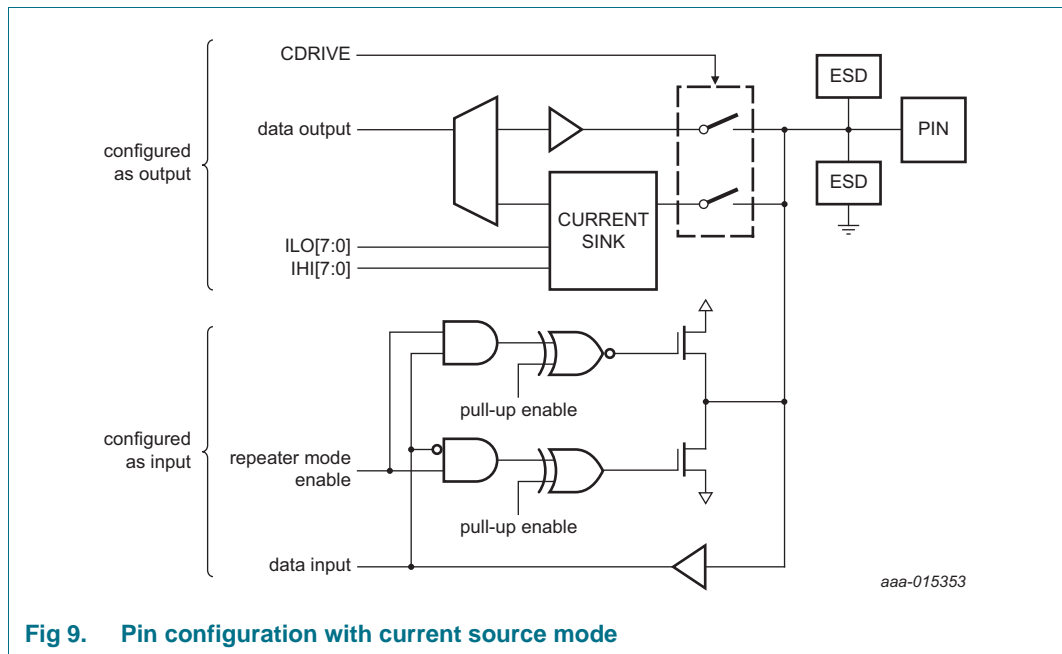 CDRIVE
ESD
data output
PIN
configured
as output
ESD
CURRENT
SINK
ILO[7:0]
IHI[7:0]
pull-up enable
configured
as input
repeater mode
enable
pull-up enable
data input
aaa-015353
Fig 9. Pin configuration with current source mode